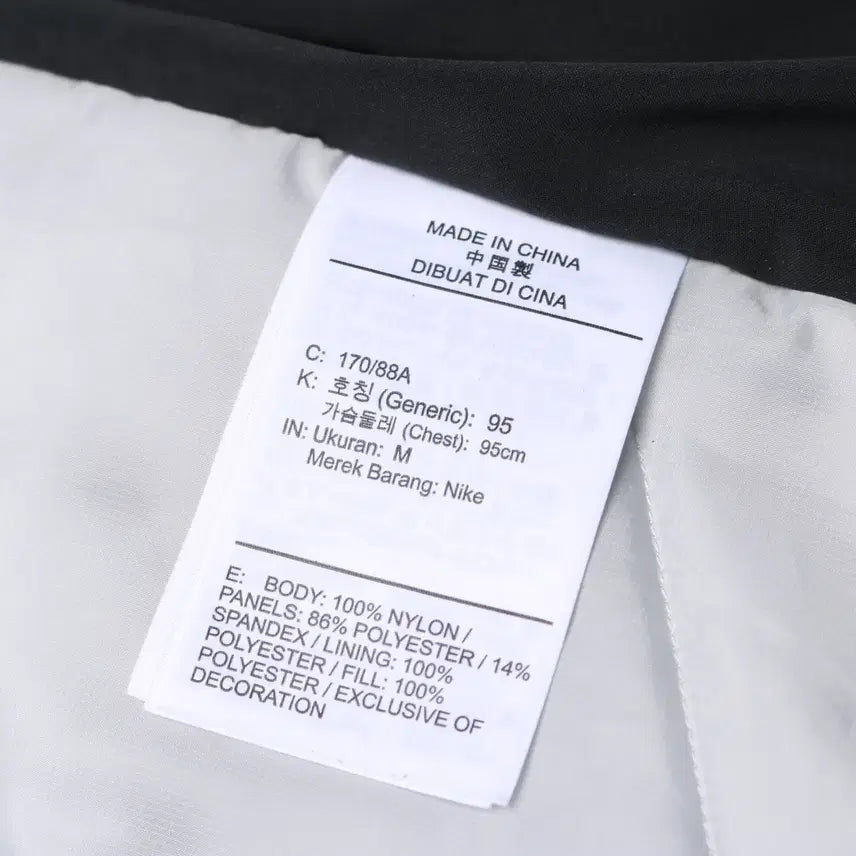 MADE IN CHINA
中国製
DIBUAT DI CINA
C: 170/88A
K: 호칭 (Generic): 95
가슴둘레 (Chest): 95cm
IN: Ukuran: M
Merek Barang: Nike
E: BODY: 100% NYLON /
PANELS: 86% POLYESTER / 14%
SPANDEX / LINING: 100%
POLYESTER / FILL: 100%
POLYESTER / EXCLUSIVE OF
DECORATION